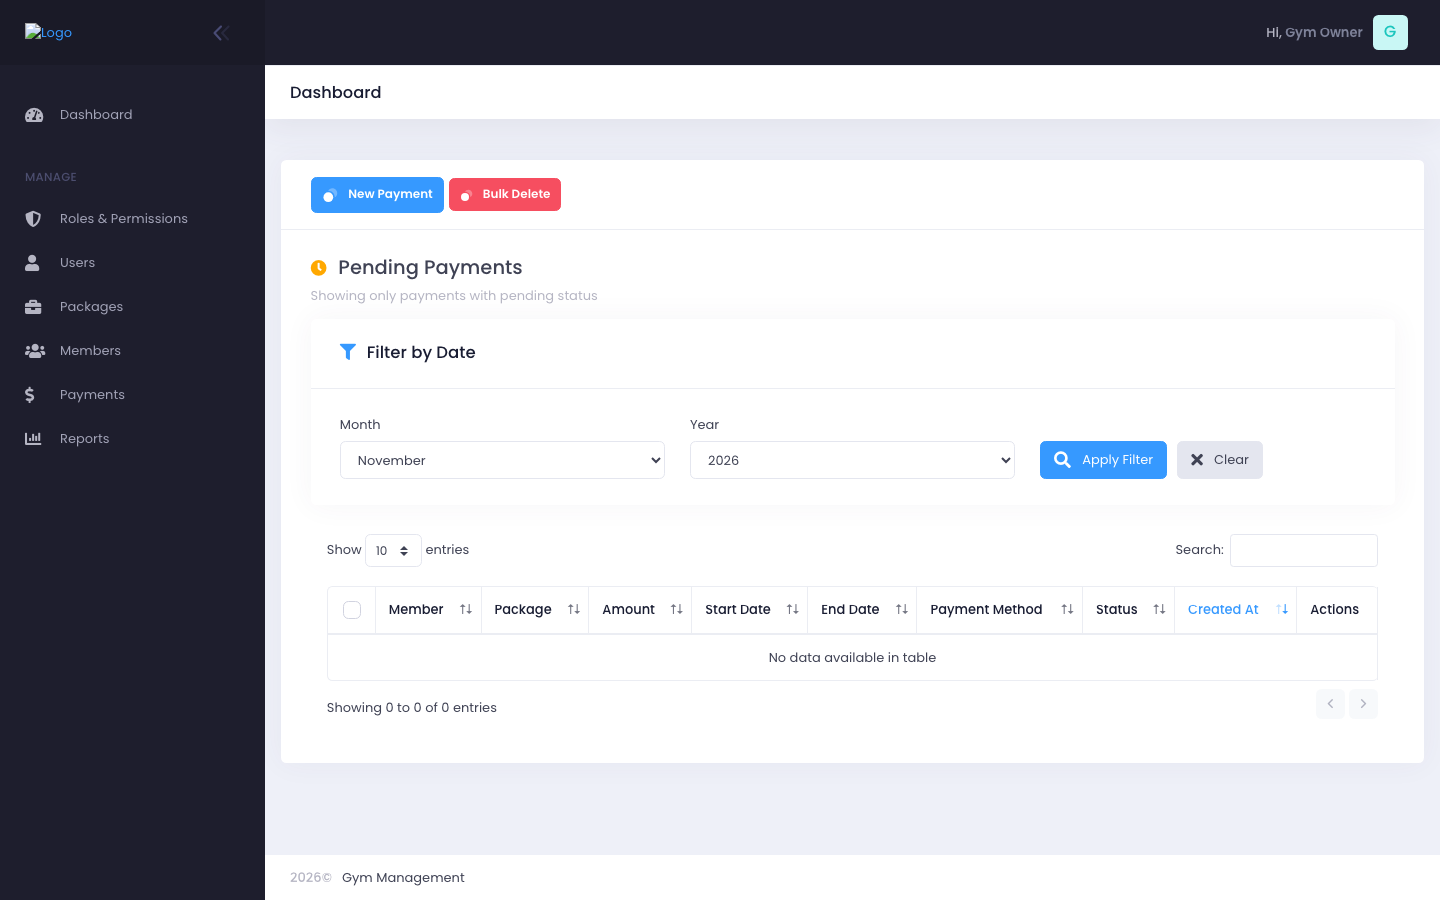 Logo
Hi, Gym Owner G
Dashboard
Dashboard
MANAGE
Roles & Permissions
Users
Packages
Members
Payments
Reports
New Payment Bulk Delete
Pending Payments
Showing only payments with pending status
Filter by Date
Month Year
November 2026 Apply Filter Clear
Show 10 entries Search:
Member Package Amount Start Date End Date Payment Method Status Created At Actions
No data available in table
Showing 0 to 0 of 0 entries
2026© Gym Management